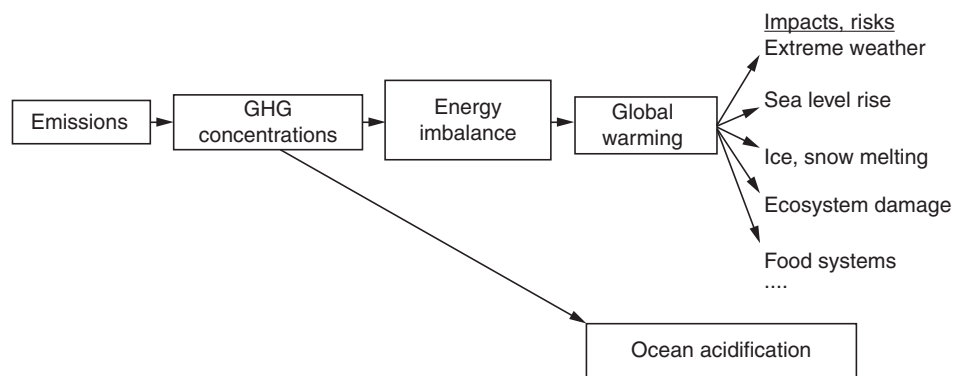 Impacts, risks
Extreme weather
Emissions
GHG
concentrations
Energy
imbalance
Global
warming
Sea level rise
Ice, snow melting
Ecosystem damage
Food systems
....
Ocean acidification